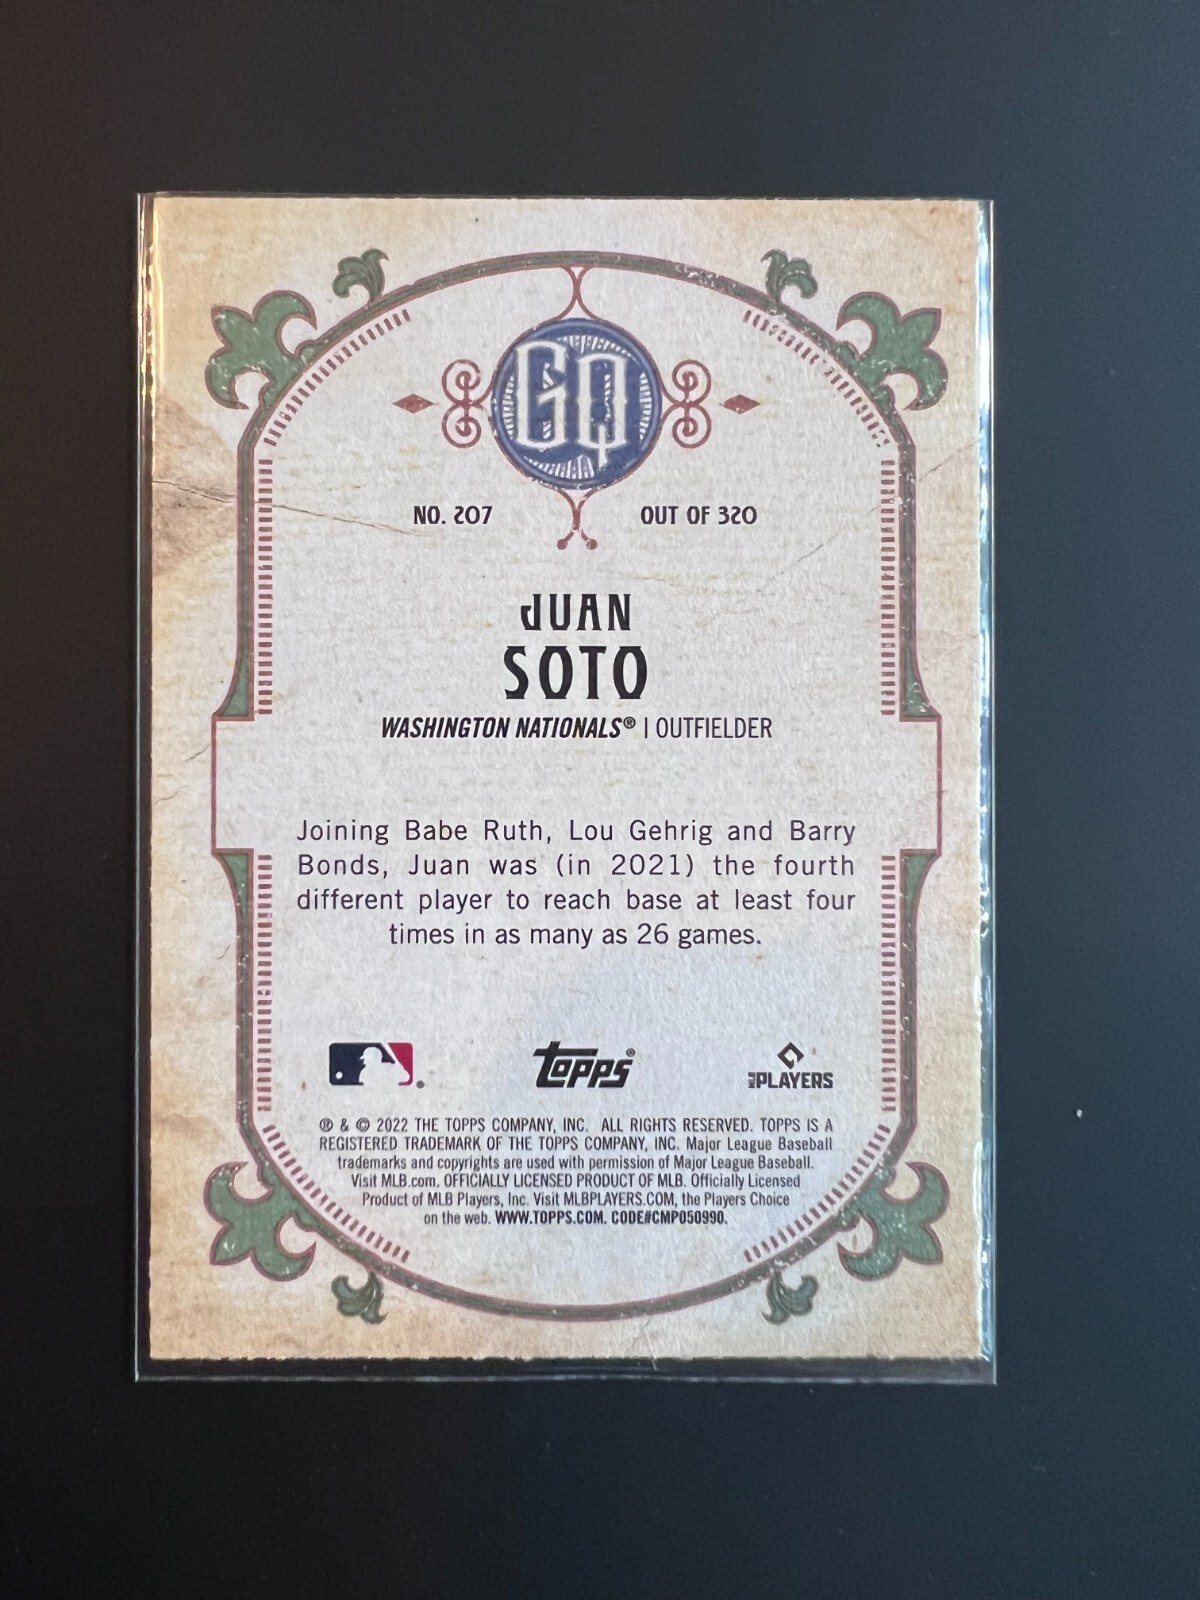 GQ
NO. 207 OUT OF 320
JUAN
SOTO
WASHINGTON NATIONALS® | OUTFIELDER
Joining Babe Ruth, Lou Gehrig and Barry
Bonds, Juan was (in 2021) the fourth
different player to reach base at least four
times in as many as 26 games.
® topps® MLB PLAYERS
® & © 2022 THE TOPPS COMPANY, INC. ALL RIGHTS RESERVED. TOPPS IS A
REGISTERED TRADEMARK OF THE TOPPS COMPANY, INC. Major League Baseball
trademarks and copyrights are used with permission of Major League Baseball.
Visit MLB.com. OFFICIALLY LICENSED PRODUCT OF MLB. Officially Licensed
Product of MLB Players, Inc. Visit MLBPLAYERS.COM, the Players Choice
on the web. WWW.TOPPS.COM. CODE#CMP050990.